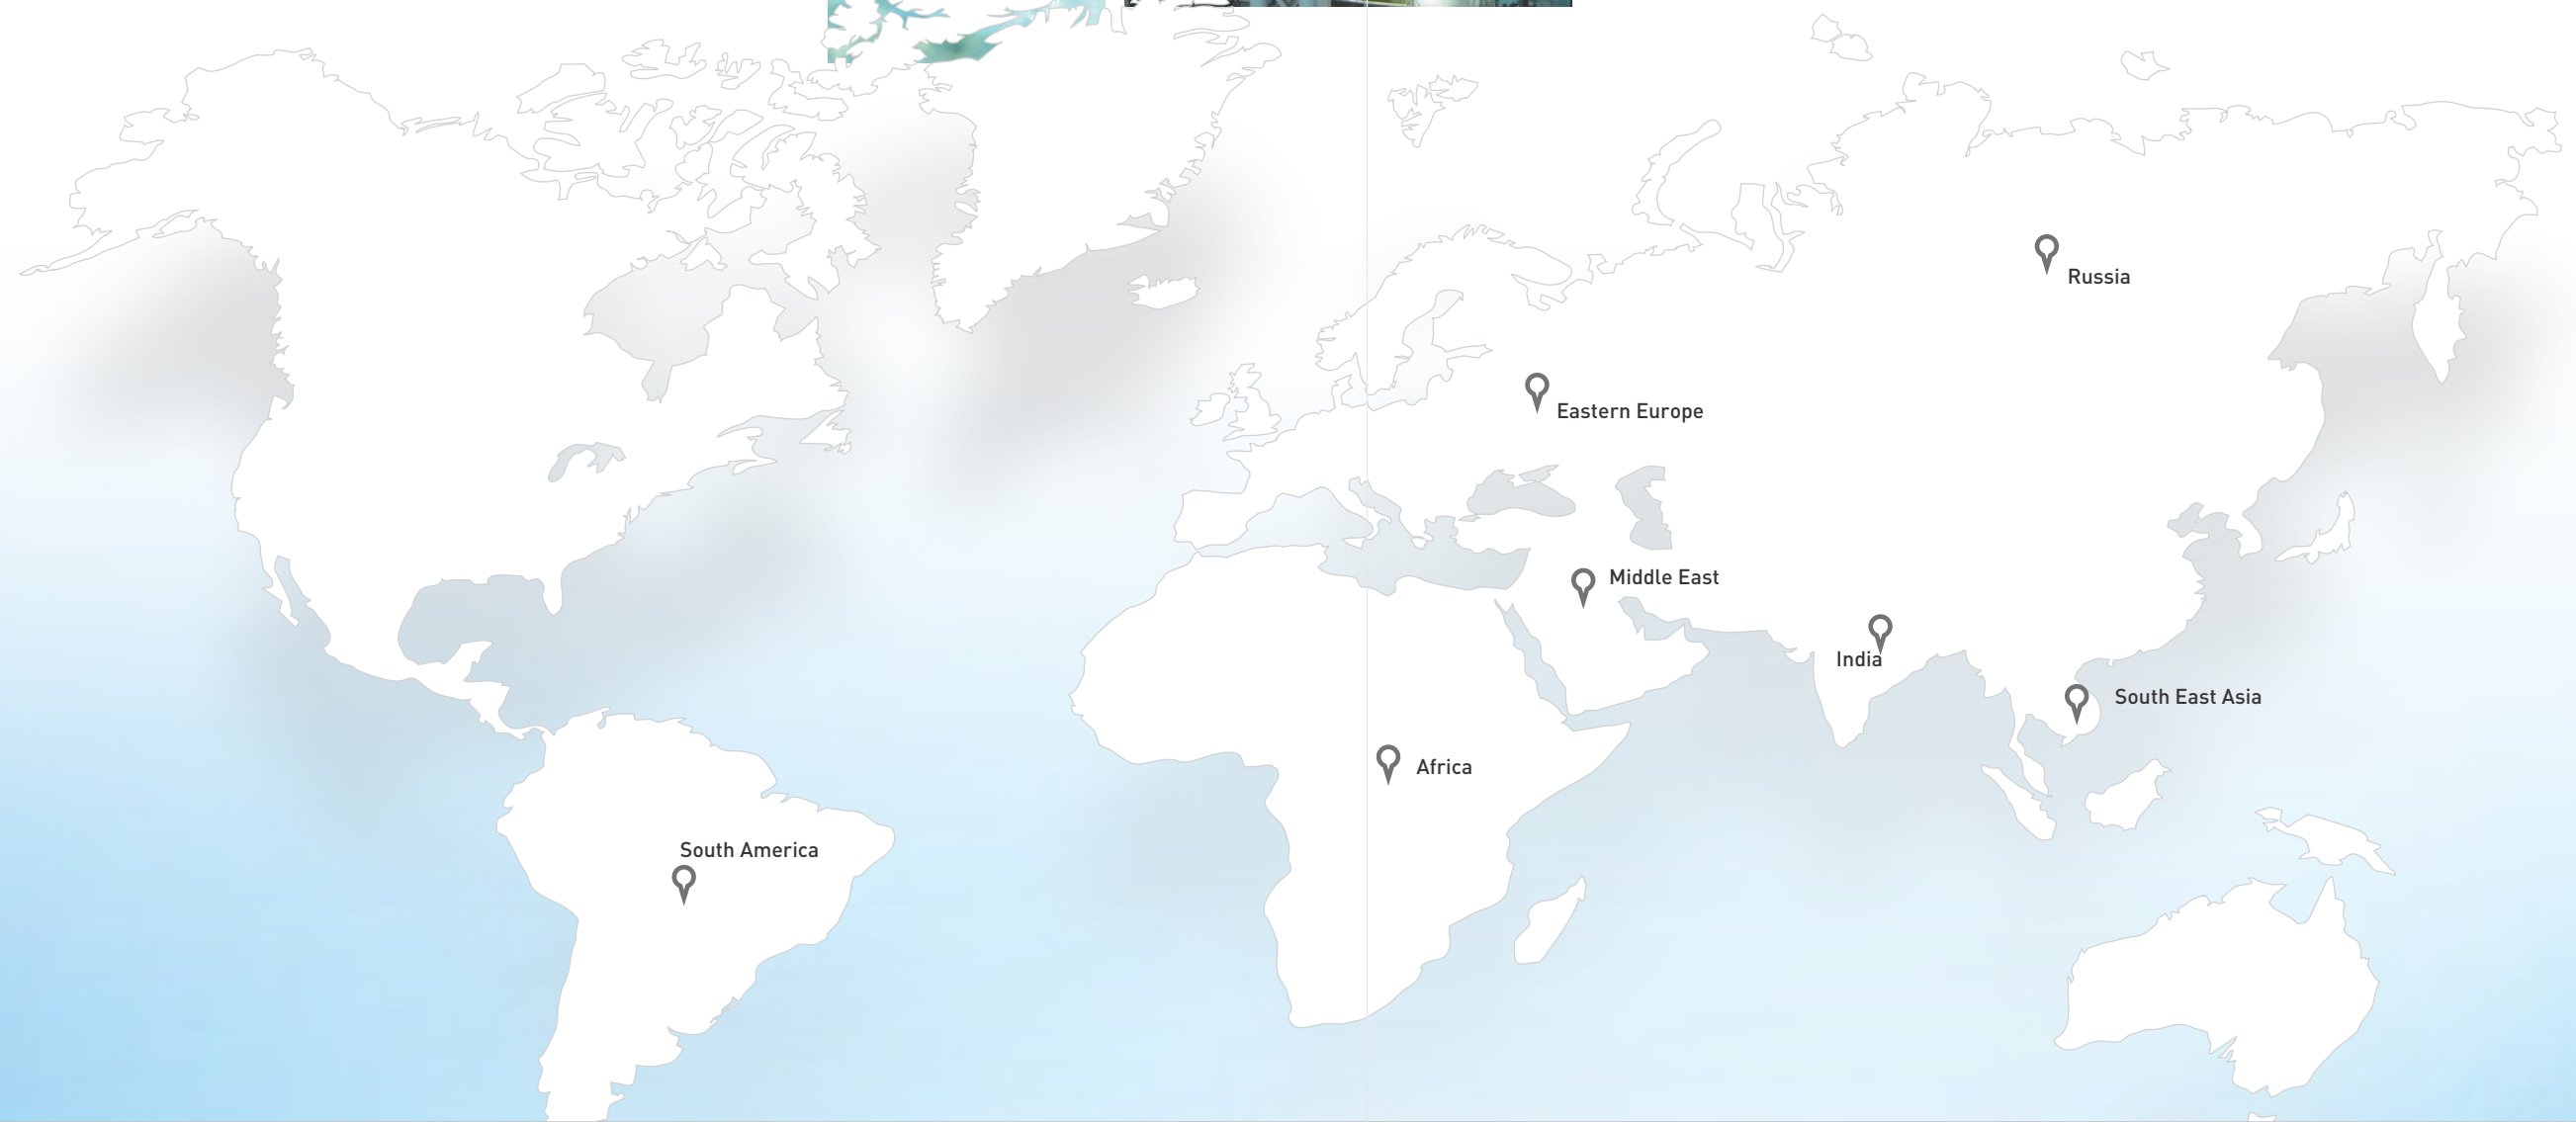 Russia
Eastern Europe
Middle East
India
South East Asia
Africa
South America